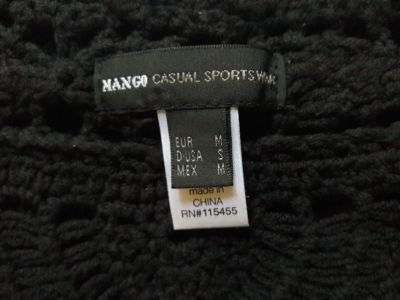 MANGO CASUAL SPORTSWEAR
EUR M
D·USA S
MEX M
made in
CHINA
RN#115455